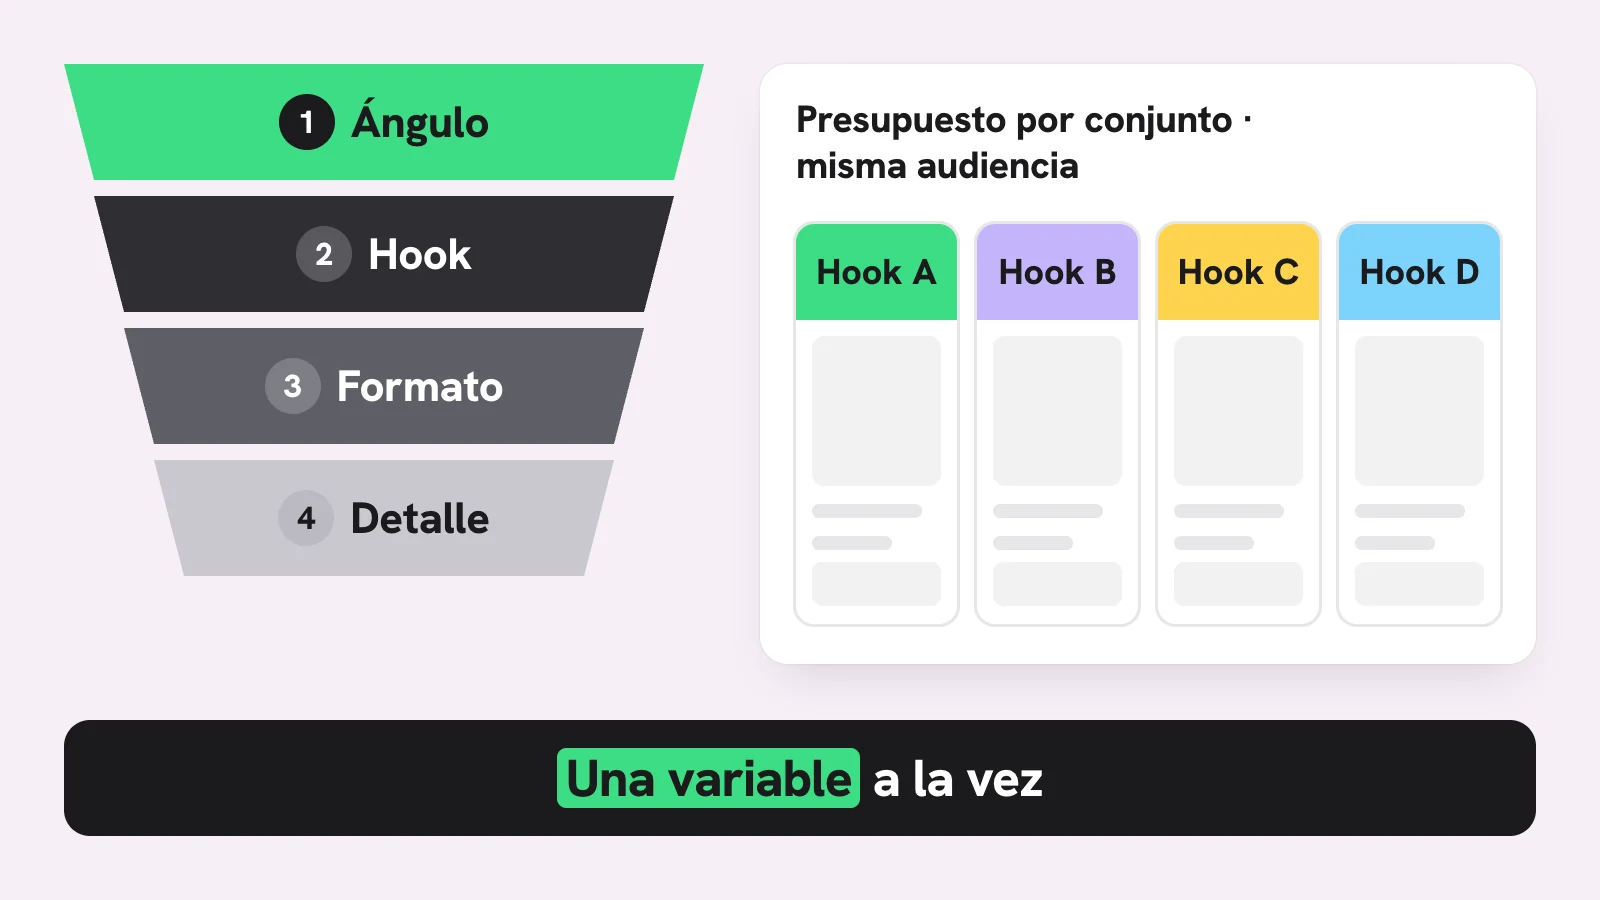 1 Ángulo
2 Hook
3 Formato
4 Detalle
Presupuesto por conjunto ·
misma audiencia
Hook A
Hook B
Hook C
Hook D
Una variable a la vez